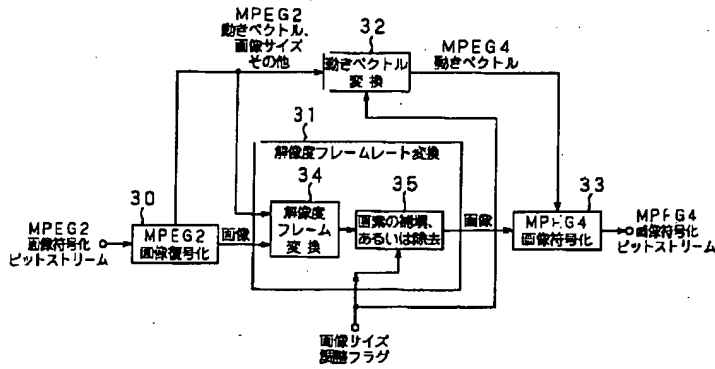 MPEG2
動きベクトル、
画像サイズ
その他
32
動きベクトル
変換
MPEG4
動きベクトル
31
解像度フレームレート変換
34
解像度
フレーム
変換
35
画素の補填、
あるいは除去
30
MPEG2
画像符号化
ビットストリーム
MPEG2
画像復号化
画像
画像
33
MPEG4
画像符号化
MPEG4
画像符号化
ビットストリーム
画像サイズ
調整フラグ